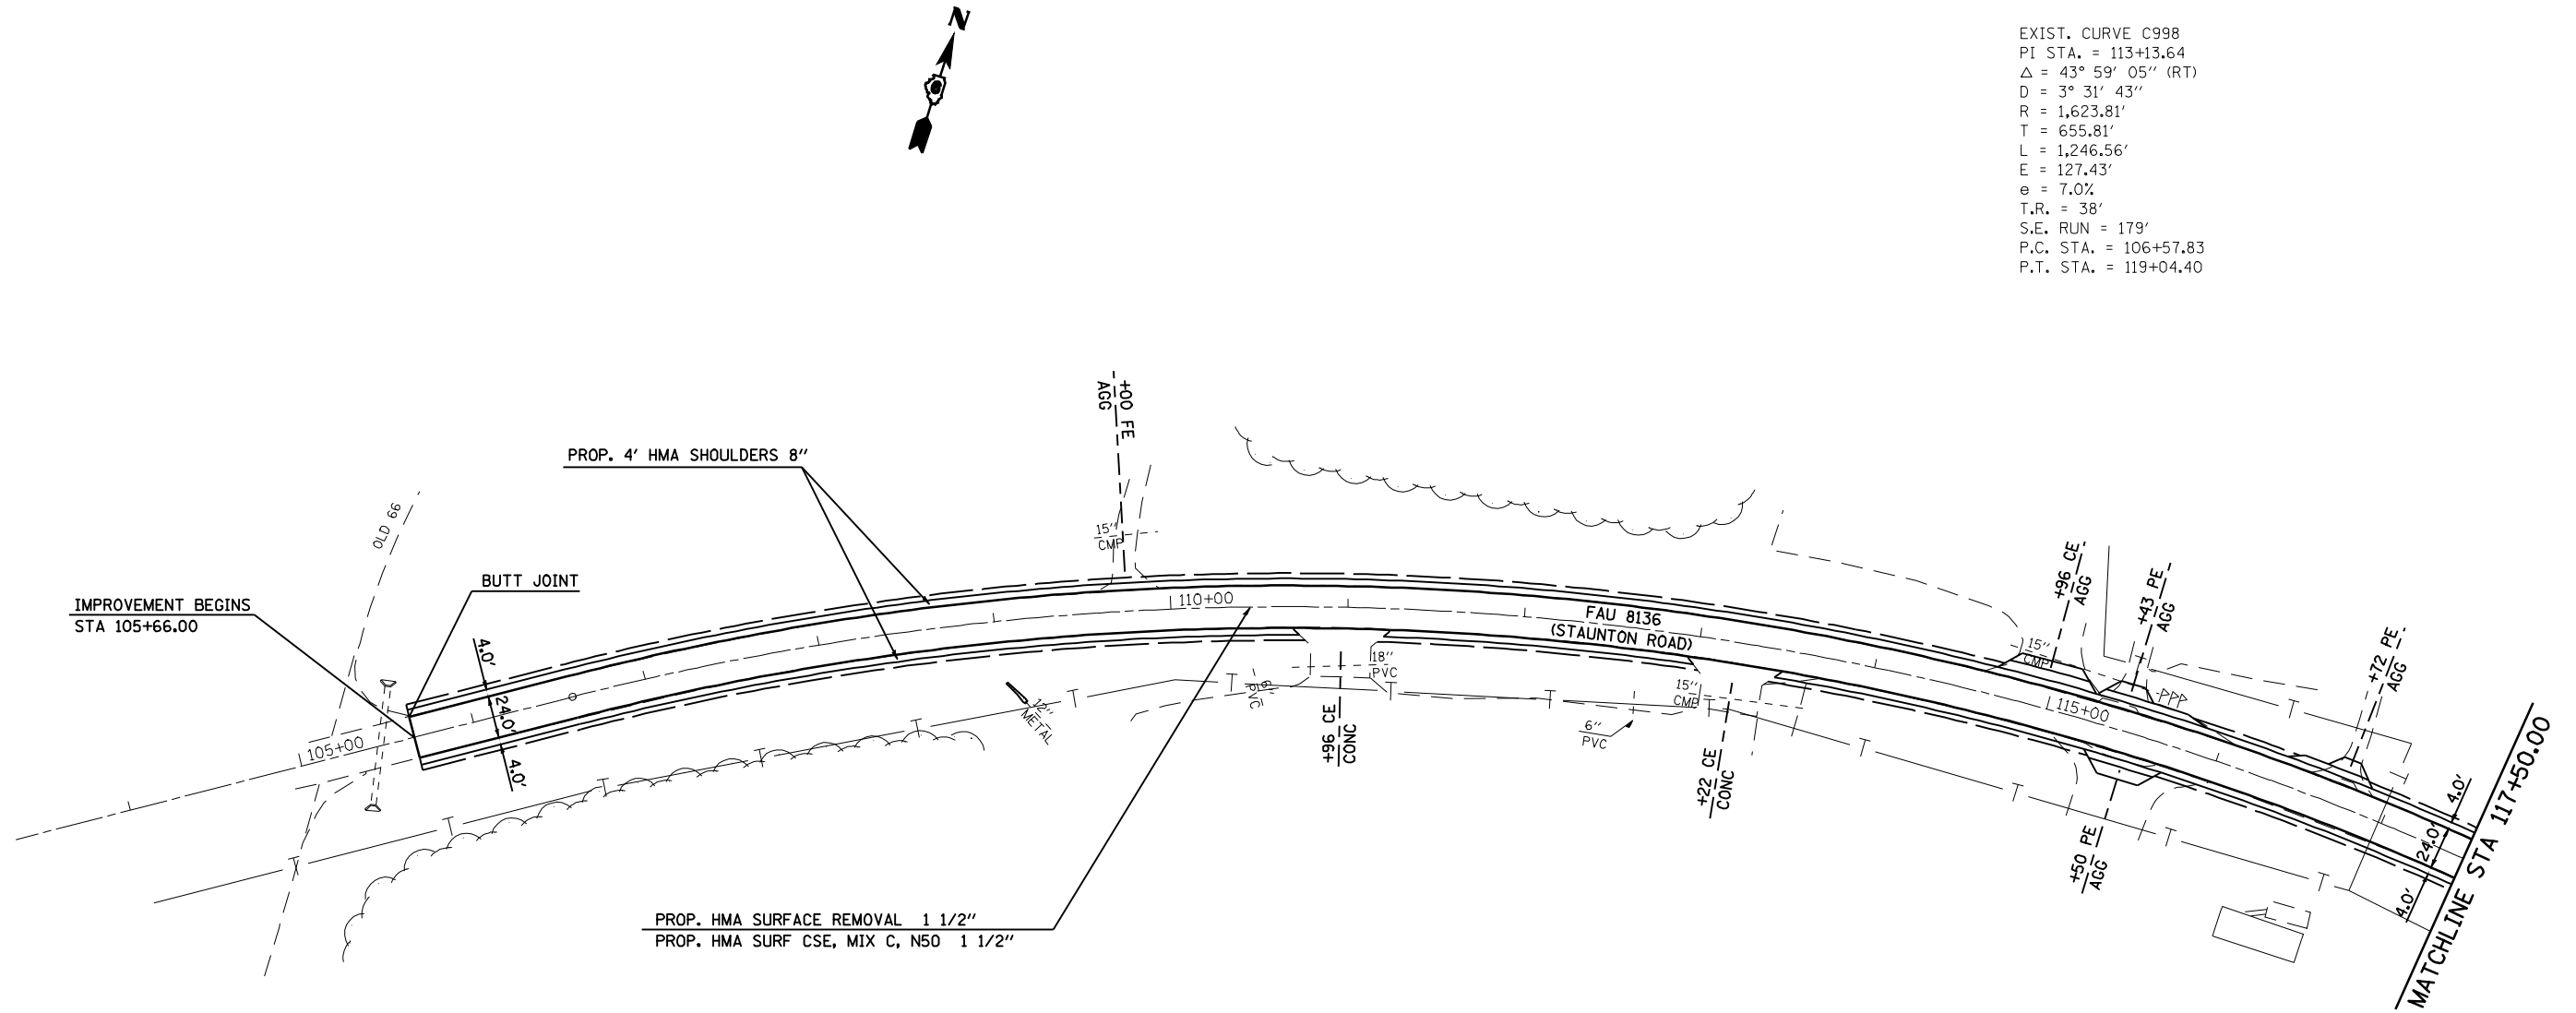 N
EXIST. CURVE C998
PI STA. = 113+13.64
△ = 43° 59' 05" (RT)
D = 3° 31' 43"
R = 1,623.81'
T = 655.81'
L = 1,246.56'
E = 127.43'
e = 7.0%
T.R. = 38'
S.E. RUN = 179'
P.C. STA. = 106+57.83
P.T. STA. = 119+04.40
+00 FE
AGG
PROP. 4' HMA SHOULDERS 8"
OLD 66
15"
CMP
BUTT JOINT
IMPROVEMENT BEGINS
STA 105+66.00
110+00
FAU 8136
(STAUNTON ROAD)
+96 CE
AGG
+43 PE
AGG
+72 PE
AGG
15"
CMP
4.0'
24.0'
4.0'
105+00
12"
METAL
6"
PVC
18"
PVC
+96 CE
CONC
6"
PVC
15"
CMP
+22 CE
CONC
115+00
+50 PE
AGG
4.0'
24.0'
4.0'
MATCHLINE STA 117+50.00
PROP. HMA SURFACE REMOVAL 1 1/2"
PROP. HMA SURF CSE, MIX C, N50 1 1/2"